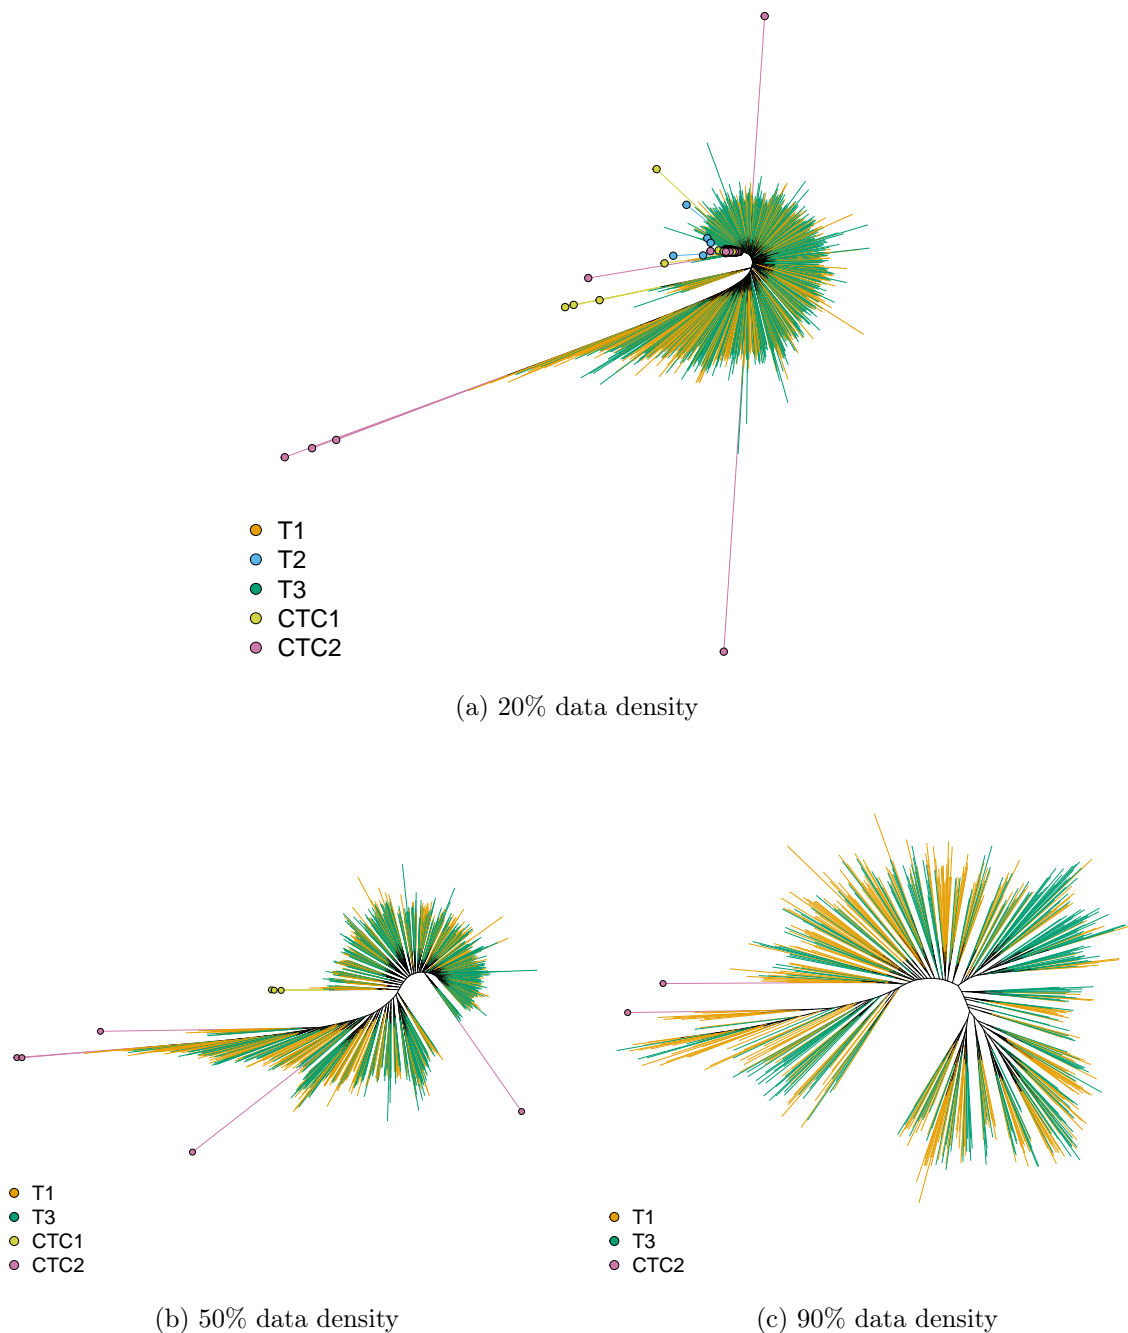 T1
T2
T3
CTC1
CTC2
(a) 20% data density
T1
T3
CTC1
CTC2
(b) 50% data density
T1
T3
CTC2
(c) 90% data density